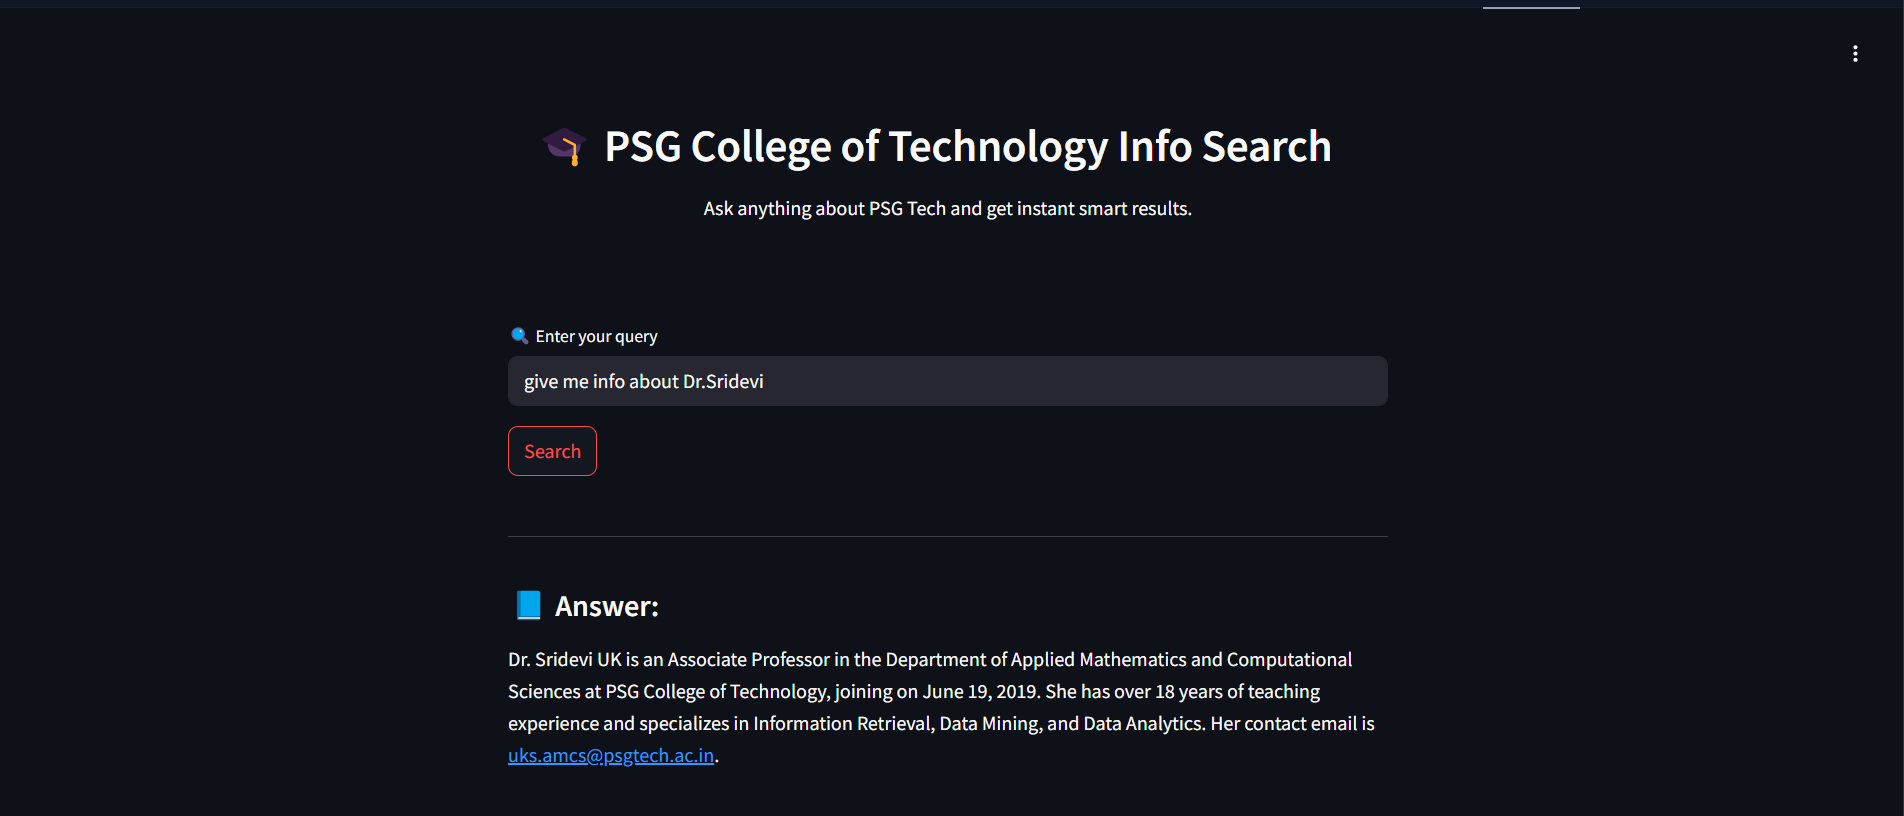 PSG College of Technology Info Search
Ask anything about PSG Tech and get instant smart results.
Enter your query
give me info about Dr.Sridevi
Search
Answer:
Dr. Sridevi UK is an Associate Professor in the Department of Applied Mathematics and Computational
Sciences at PSG College of Technology, joining on June 19, 2019. She has over 18 years of teaching
experience and specializes in Information Retrieval, Data Mining, and Data Analytics. Her contact email is
uks.amcs@psgtech.ac.in.